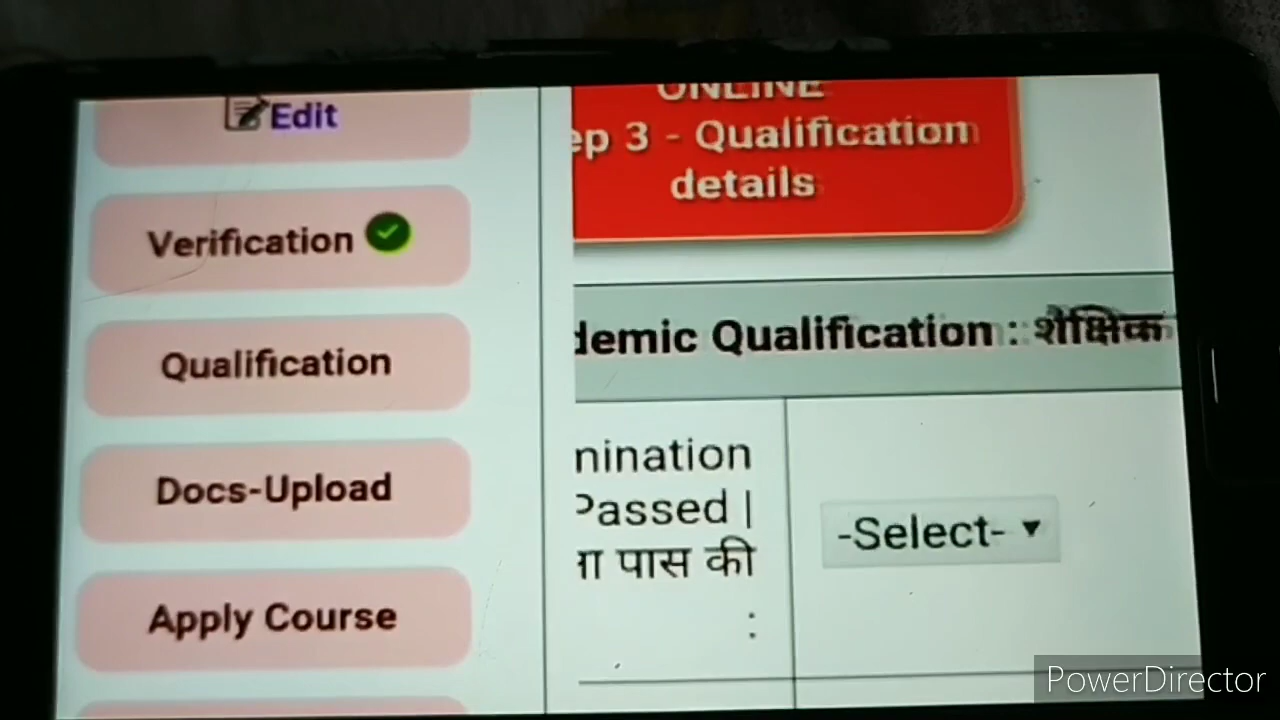 Edit
Verification
Qualification
Docs-Upload
Apply Course
ONLINE
ep 3 - Qualification
details
demic Qualification : शैक्षिक
nination
Passed |
पास की
:
-Select-
PowerDirector